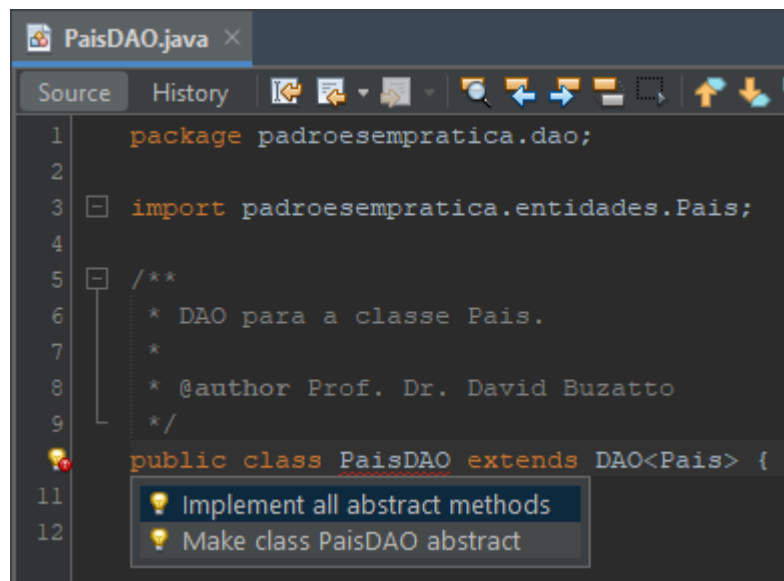 PaisDAO.java ×
Source History
1 package padroesempratica.dao;
2
3 import padroesempratica.entidades.Pais;
4
5 /**
6 * DAO para a classe Pais.
7 *
8 * @author Prof. Dr. David Buzatto
9 */
public class PaisDAO extends DAO<Pais> {
11 Implement all abstract methods
12 Make class PaisDAO abstract